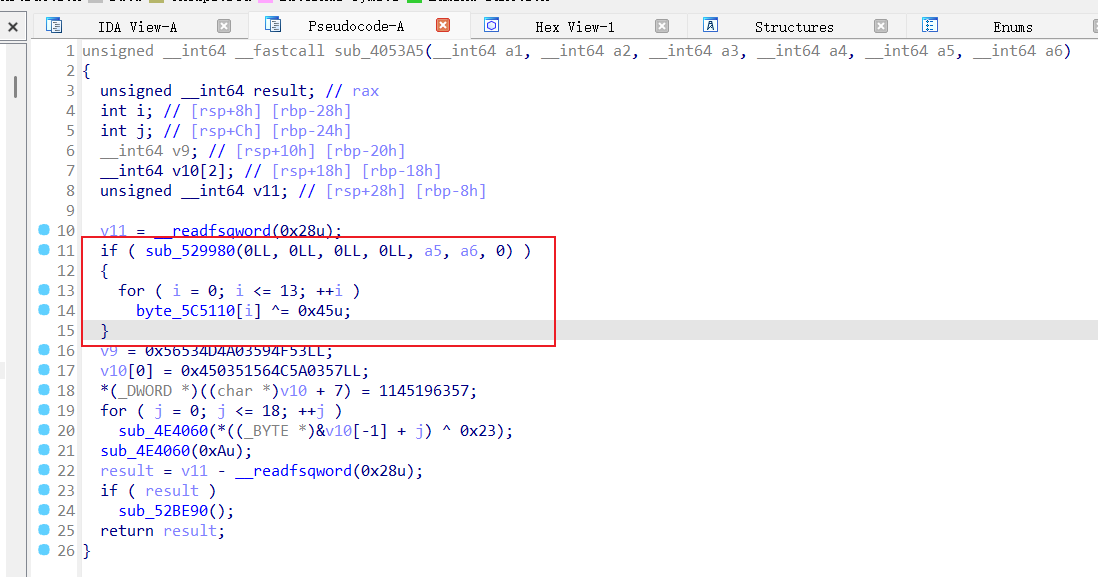 IDA View-A Pseudocode-A Hex View-1 Structures Enums
1 unsigned __int64 __fastcall sub_4053A5(__int64 a1, __int64 a2, __int64 a3, __int64 a4, __int64 a5, __int64 a6)
2 {
3 unsigned __int64 result; // rax
4 int i; // [rsp+8h] [rbp-28h]
5 int j; // [rsp+Ch] [rbp-24h]
6 __int64 v9; // [rsp+10h] [rbp-20h]
7 __int64 v10[2]; // [rsp+18h] [rbp-18h]
8 unsigned __int64 v11; // [rsp+28h] [rbp-8h]
9
10 v11 = __readfsqword(0x28u);
11 if ( sub_529980(0LL, 0LL, 0LL, 0LL, a5, a6, 0) )
12 {
13 for ( i = 0; i <= 13; ++i )
14 byte_5C5110[i] ^= 0x45u;
15 }
16 v9 = 0x56534D4A03594F53LL;
17 v10[0] = 0x450351564C5A0357LL;
18 *(_DWORD *)((char *)v10 + 7) = 1145196357;
19 for ( j = 0; j <= 18; ++j )
20 sub_4E4060(*((_BYTE *)&v10[-1] + j) ^ 0x23);
21 sub_4E4060(0xAu);
22 result = v11 - __readfsqword(0x28u);
23 if ( result )
24 sub_52BE90();
25 return result;
26 }